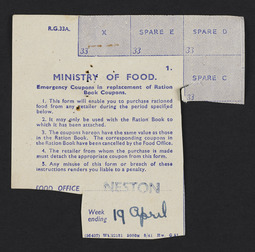 R.G.33A.
X
SPARE E
SPARE D
33
33
33
1.
MINISTRY OF FOOD.
SPARE C
33
Emergency Coupons in replacement of Ration
Book Coupons.
1. This form will enable you to purchase rationed
food from any retailer during the period specified
below.
2. It may only be used with the Ration Book to
which it has been attached.
3. The coupons hereon have the same value as those
in the Ration Book. The corresponding coupons in
the Ration Book have been cancelled by the Food Office.
4. The retailer from whom the purchase is made
must detach the appropriate coupon from this form.
5. Any misuse of this form or breach of these
instructions renders you liable to a penalty.
FOOD OFFICE
NESTON
Week
ending
19 April